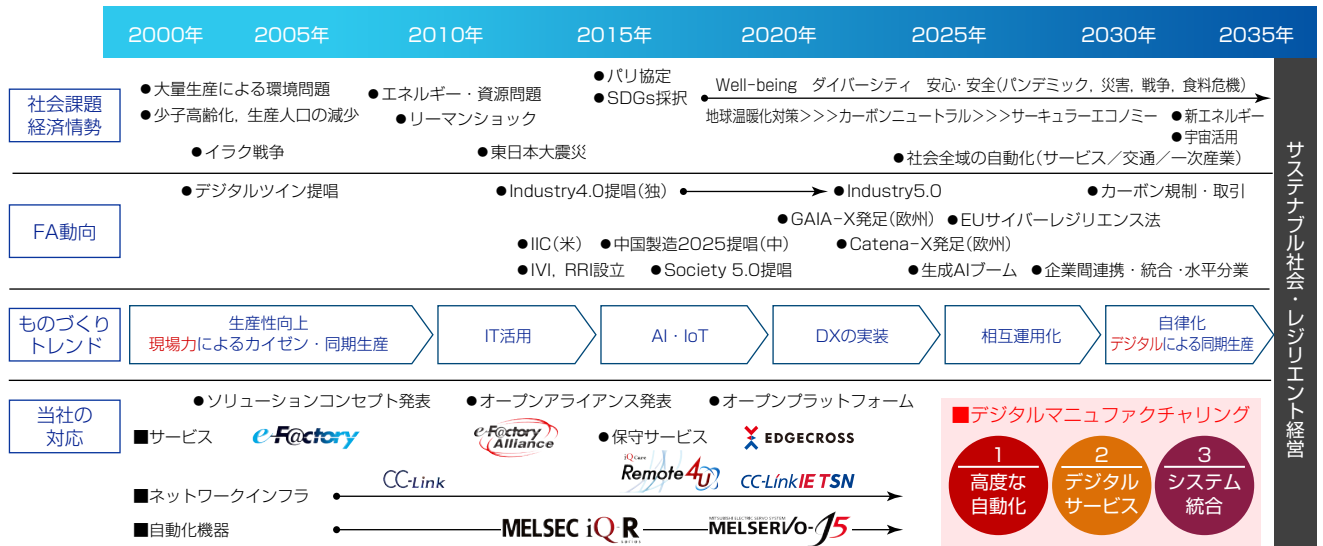 2000年 2005年 2010年 2015年 2020年 2025年 2030年 2035年
社会課題
経済情勢
●大量生産による環境問題
●少子高齢化，生産人口の減少
●イラク戦争
●エネルギー・資源問題
●リーマンショック
●東日本大震災
●パリ協定
●SDGs採択
Well-being ダイバーシティ 安心・安全（パンデミック，災害，戦争，食料危機）
地球温暖化対策>>>カーボンニュートラル>>>サーキュラーエコノミー
●新エネルギー
●宇宙活用
●社会全域の自動化（サービス／交通／一次産業）
FA動向
●デジタルツイン提唱
●Industry4.0提唱（独）
●Industry5.0
●カーボン規制・取引
●GAIA-X発足（欧州）
●EUサイバーレジリエンス法
●IIC（米）
●中国製造2025提唱（中）
●Catena-X発足（欧州）
●IVI，RRI設立
●Society 5.0提唱
●生成AIブーム
●企業間連携・統合・水平分業
ものづくり
トレンド
生産性向上
現場力によるカイゼン・同期生産
IT活用
AI・IoT
DXの実装
相互運用化
自律化
デジタルによる同期生産
当社の
対応
●ソリューションコンセプト発表
●オープンアライアンス発表
●オープンプラットフォーム
■サービス
e-F@ctory
e-F@ctory
Alliance
●保守サービス
iQ Care
Remote4U
EDGECROSS
■ネットワークインフラ
CC-Link
CC-Link IE TSN
■自動化機器
MELSEC iQ-R
series
MITSUBISHI ELECTRIC SERVO SYSTEM
MELSERVO-J5
■デジタルマニュファクチャリング
1
高度な
自動化
2
デジタル
サービス
3
システム
統合
サステナブル社会・レジリエント経営